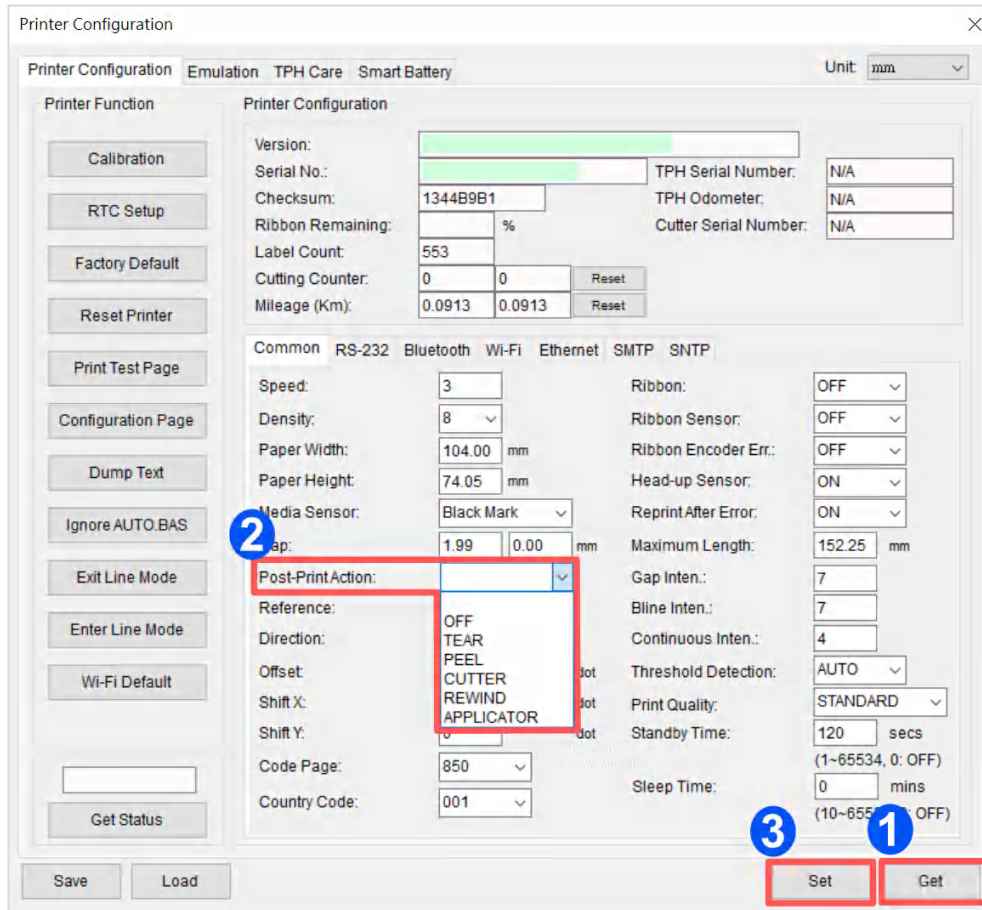 Printer Configuration
Printer Configuration Emulation TPH Care Smart Battery Unit: mm
Printer Function
Calibration
RTC Setup
Factory Default
Reset Printer
Print Test Page
Configuration Page
Dump Text
Ignore AUTO.BAS
Exit Line Mode
Enter Line Mode
Wi-Fi Default
Get Status
Printer Configuration
Version:
Serial No.: TPH Serial Number: N/A
Checksum: 1344B9B1 TPH Odometer: N/A
Ribbon Remaining: % Cutter Serial Number: N/A
Label Count: 553
Cutting Counter: 0 0 Reset
Mileage (Km): 0.0913 0.0913 Reset
Common RS-232 Bluetooth Wi-Fi Ethernet SMTP SNTP
Speed: 3 Ribbon: OFF
Density: 8 Ribbon Sensor: OFF
Paper Width: 104.00 mm Ribbon Encoder Err.: OFF
Paper Height: 74.05 mm Head-up Sensor: ON
Media Sensor: Black Mark Reprint After Error: ON
2
ap: 1.99 0.00 mm Maximum Length: 152.25 mm
Post-Print Action: Gap Inten.: 7
Reference: Bline Inten.: 7
OFF
Direction: TEAR Continuous Inten.: 4
PEEL
Offset: CUTTER dot Threshold Detection: AUTO
Shift X: REWIND dot Print Quality: STANDARD
APPLICATOR
Shift Y: 0 dot Standby Time: 120 secs
(1~65534, 0: OFF)
Code Page: 850 Sleep Time: 0 mins
Country Code: 001 (10~655 : OFF)
3 1
Save Load Set Get